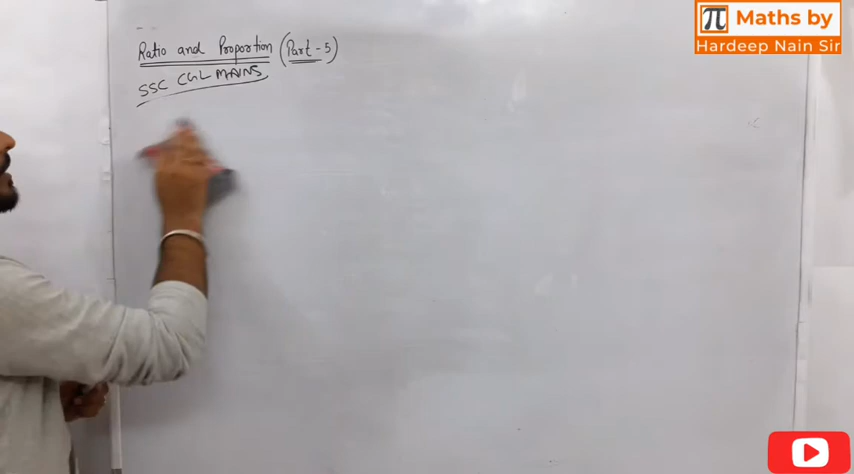 Ratio and Proportion (Part-5)
SSC CGL MAINS
π Maths by
Hardeep Nain Sir